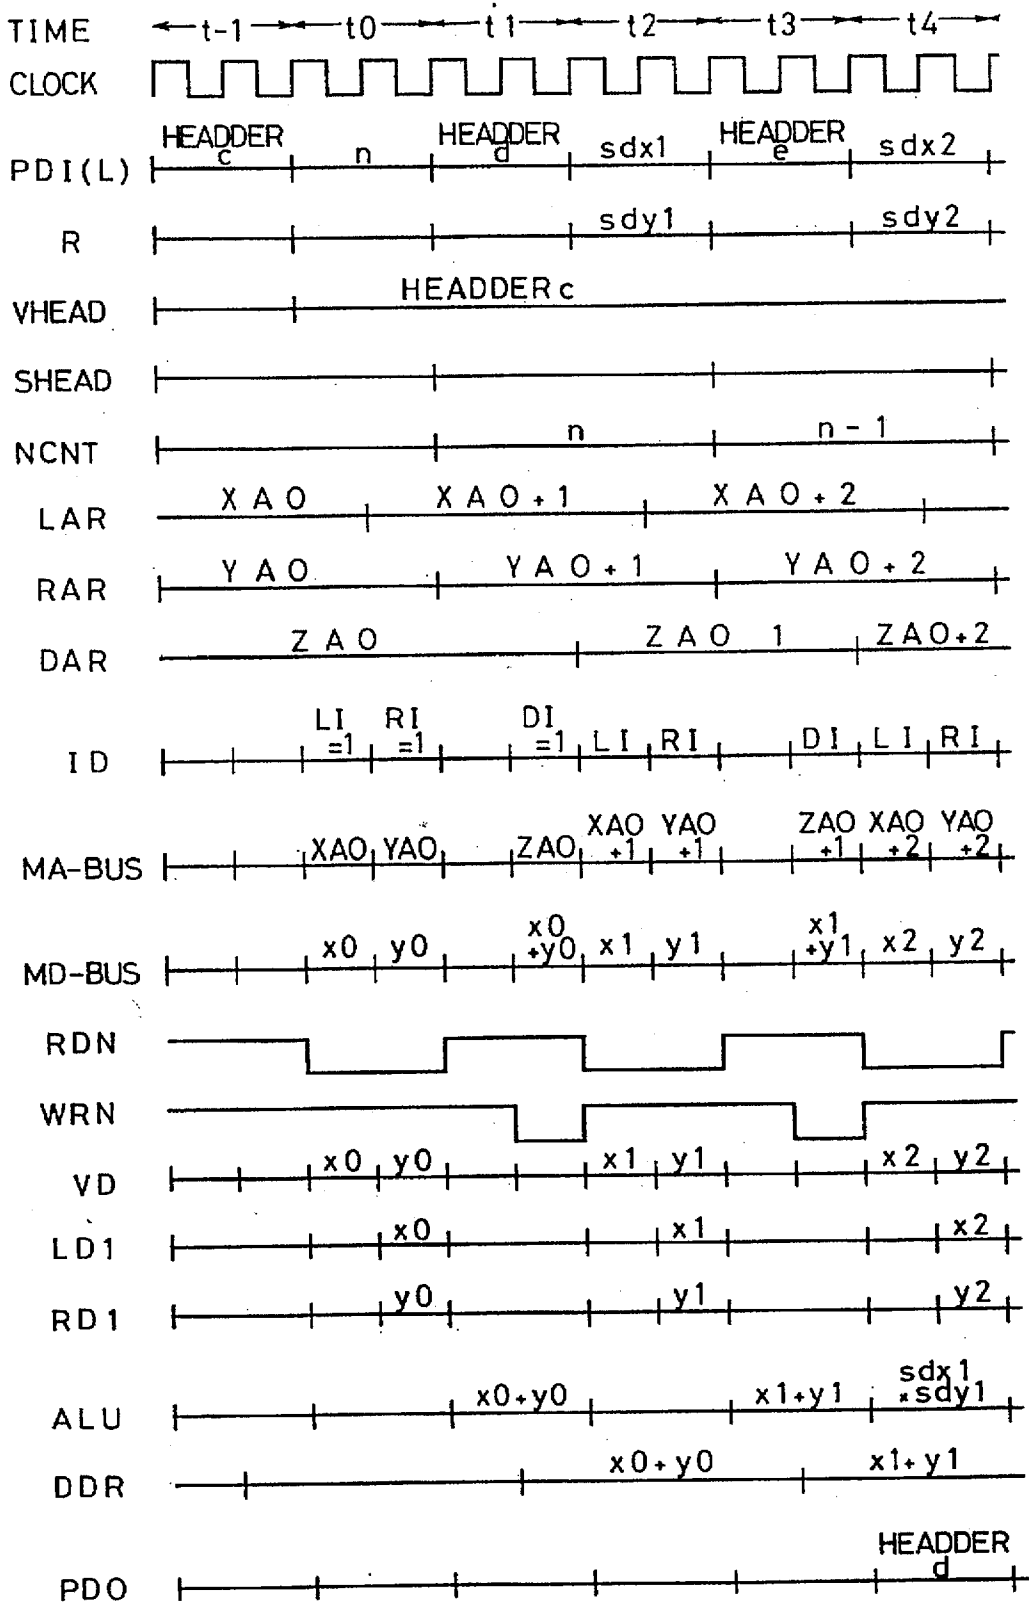 TIME t-1 t0 t1 t2 t3 t4
CLOCK
HEADDER HEADDER HEADDER
PDI(L) c n d sdx1 e sdx2
R sdy1 sdy2
VHEAD HEADDER c
SHEAD
NCNT n n-1
LAR XAO XAO+1 XAO+2
RAR YAO YAO+1 YAO+2
DAR ZAO ZAO 1 ZAO+2
LI RI DI
ID =1 =1 =1 LI RI DI LI RI
XAO YAO ZAO XAO YAO
MA-BUS XAO YAO ZAO +1 +1 +1 +2 +2
x0 x1
MD-BUS x0 y0 +y0 x1 y1 +y1 x2 y2
RDN
WRN
VD x0 y0 x1 y1 x2 y2
LD1 x0 x1 x2
RD1 y0 y1 y2
sdx1
ALU x0+y0 x1+y1 *sdy1
DDR x0+y0 x1+y1
HEADDER
PDO d